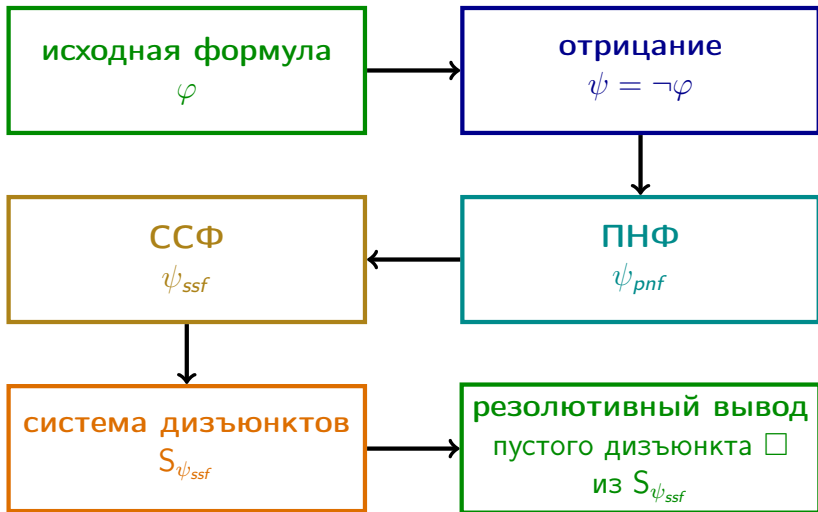 исходная формула
φ
отрицание
ψ = ¬φ
ССФ
ψ_ssf
ПНФ
ψ_pnf
система дизъюнктов
S_ψ_ssf
резолютивный вывод
пустого дизъюнкта □
из S_ψ_ssf